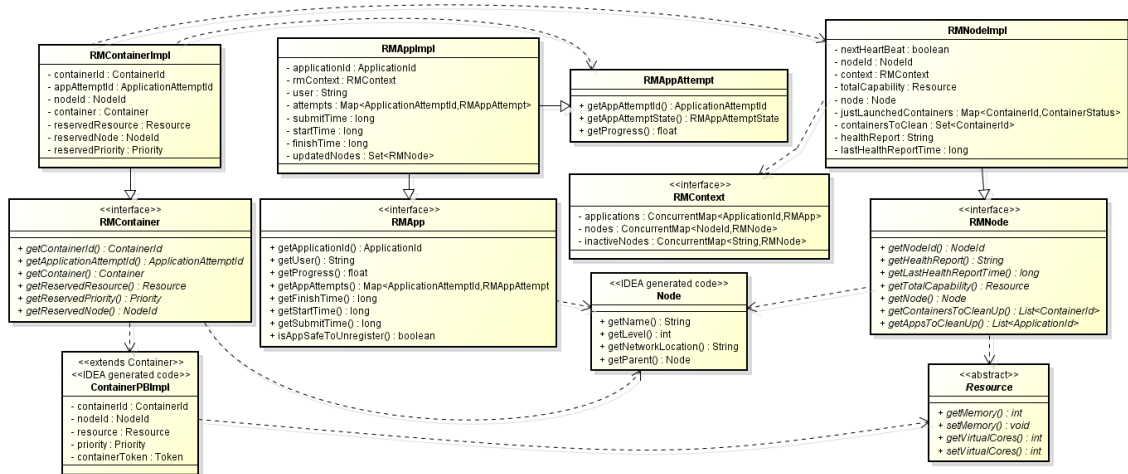 RMContainerImpl
- containerId : ContainerId
- appAttemptId : ApplicationAttemptId
- nodeId : NodeId
- container : Container
- reservedResource : Resource
- reservedNode : NodeId
- reservedPriority : Priority
RMAppImpl
- applicationId : ApplicationId
- rmContext : RMContext
- user : String
- attempts : Map<ApplicationAttemptId,RMAppAttempt>
- submitTime : long
- startTime : long
- finishTime : long
- updatedNodes : Set<RMNode>
RMAppAttempt
+ getAppAttemptId() : ApplicationAttemptId
+ getAppAttemptState() : RMAppAttemptState
+ getProgress() : float
RMNodeImpl
- nextHeartBeat : boolean
- nodeId : NodeId
- context : RMContext
- totalCapability : Resource
- node : Node
- justLaunchedContainers : Map<ContainerId,ContainerStatus>
- containersToClean : Set<ContainerId>
- healthReport : String
- lastHealthReportTime : long
<<interface>>
RMContainer
+ getContainerId() : ContainerId
+ getApplicationAttemptId() : ApplicationAttemptId
+ getContainer() : Container
+ getReservedResource() : Resource
+ getReservedPriority() : Priority
+ getReservedNode() : NodeId
<<interface>>
RMApp
+ getApplicationId() : ApplicationId
+ getUser() : String
+ getProgress() : float
+ getAppAttempts() : Map<ApplicationAttemptId,RMAppAttempt
+ getFinishTime() : long
+ getStartTime() : long
+ getSubmitTime() : long
+ isAppSafeToUnregister() : boolean
<<interface>>
RMContext
- applications : ConcurrentMap<ApplicationId,RMApp>
- nodes : ConcurrentMap<NodeId,RMNode>
- inactiveNodes : ConcurrentMap<String,RMNode>
<<interface>>
RMNode
+ getNodeId() : NodeId
+ getHealthReport() : String
+ getLastHealthReportTime() : long
+ getTotalCapability() : Resource
+ getNode() : Node
+ getContainersToCleanUp() : List<ContainerId>
+ getAppsToCleanUp() : List<ApplicationId>
<<IDEA generated code>>
Node
+ getName() : String
+ getLevel() : int
+ getNetworkLocation() : String
+ getParent() : Node
<<extends Container>>
<<IDEA generated code>>
ContainerPBImpl
- containerId : ContainerId
- nodeId : NodeId
- resource : Resource
- priority : Priority
- containerToken : Token
<<abstract>>
Resource
+ getMemory() : int
+ setMemory() : void
+ getVirtualCores() : int
+ setVirtualCores() : int